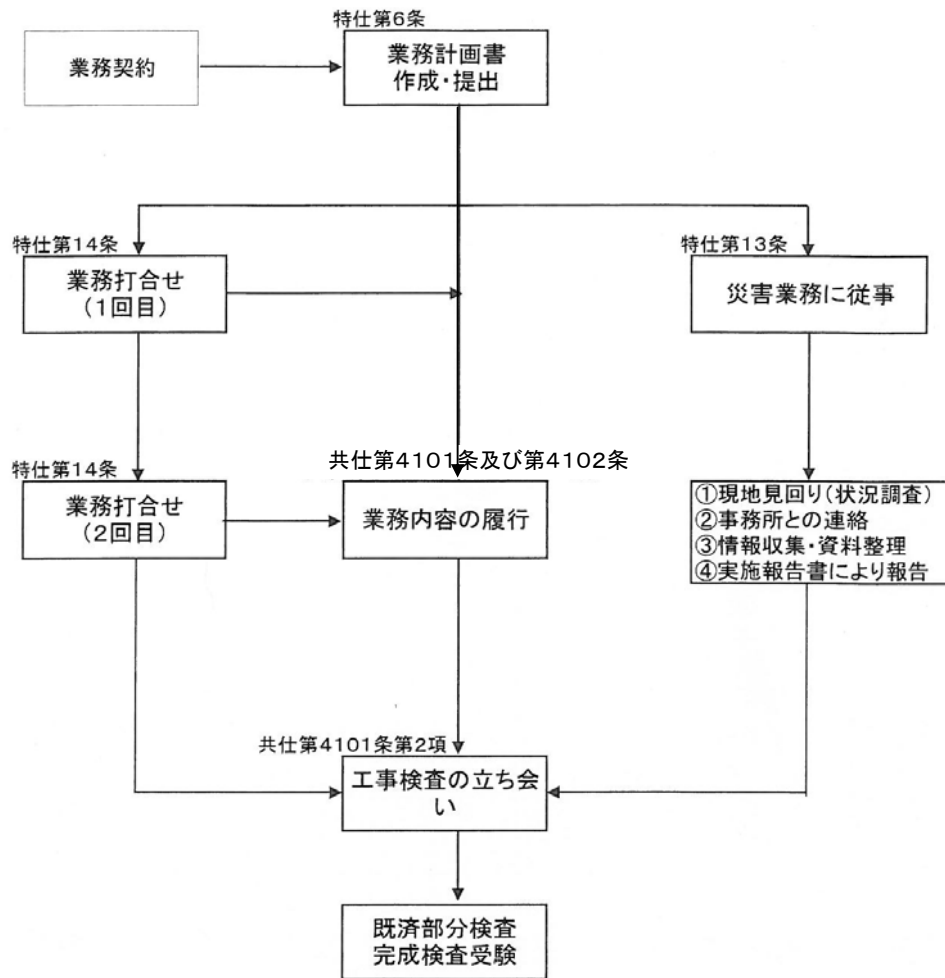 特仕第6条
業務契約
業務計画書
作成・提出
特仕第14条
業務打合せ
(1回目)
特仕第13条
災害業務に従事
特仕第14条
業務打合せ
(2回目)
共仕第4101条及び第4102条
業務内容の履行
①現地見回り(状況調査)
②事務所との連絡
③情報収集・資料整理
④実施報告書により報告
共仕第4101条第2項
工事検査の立ち会
い
既済部分検査
完成検査受験